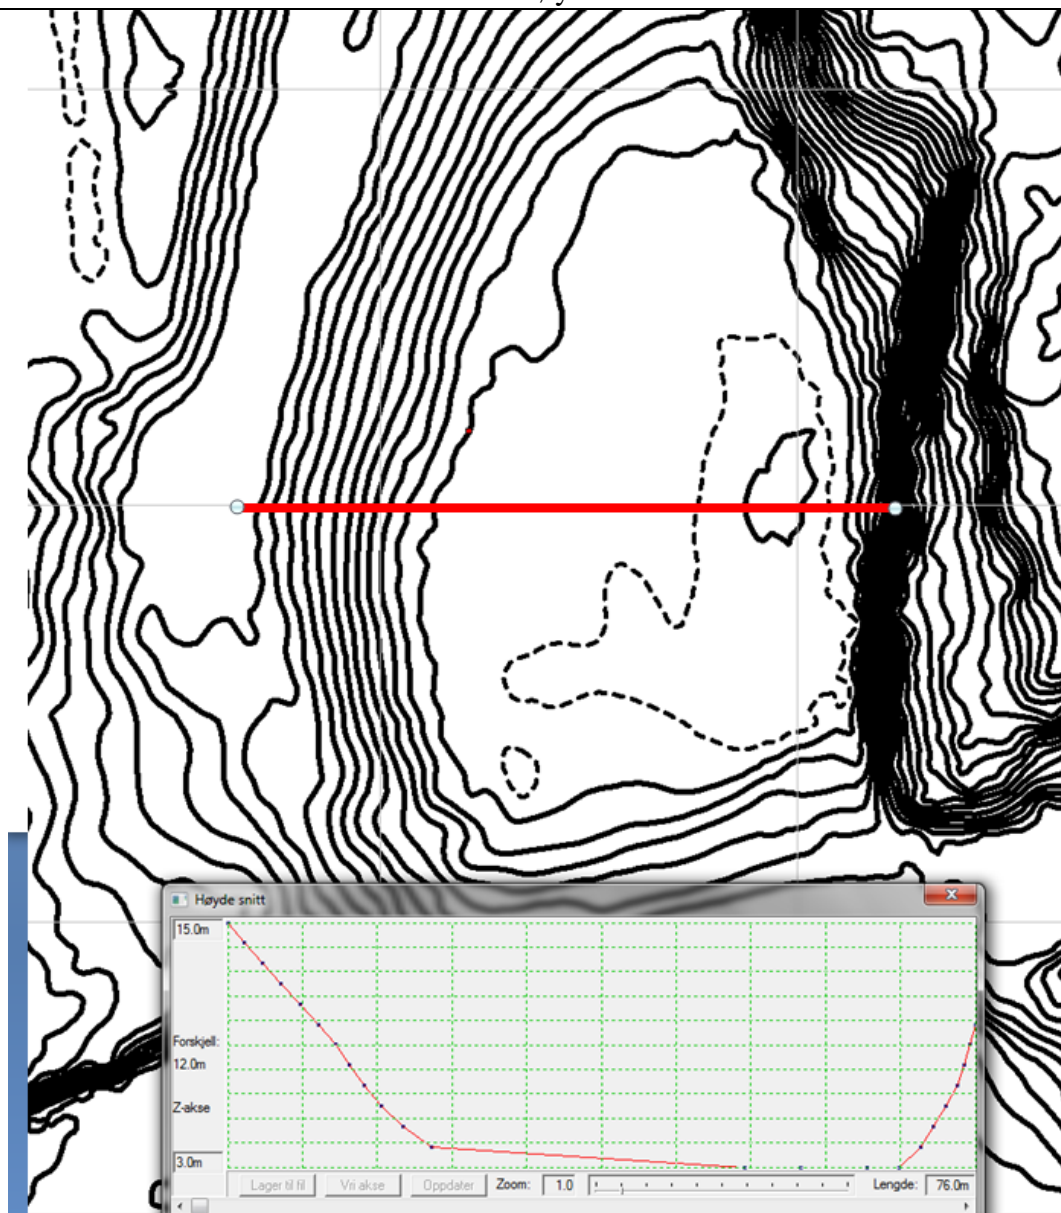 Høyde snitt
15.0m
Forskjell:
12.0m
Z-akse
3.0m
Lager til fil
Vri akse
Oppdater
Zoom: 1.0
Lengde: 76.0m